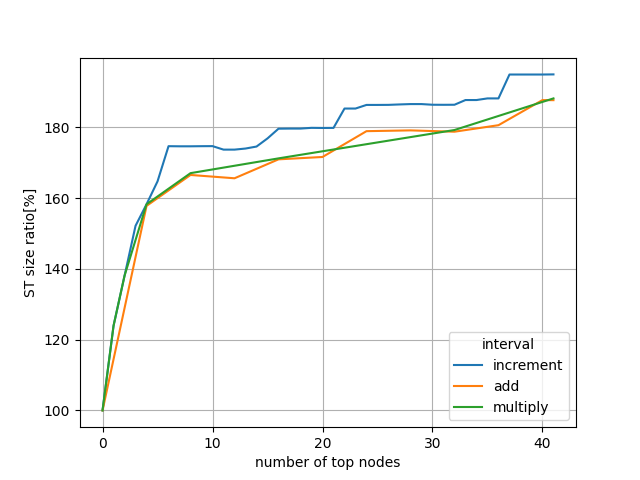 ST size ratio[%]
180
160
140
120
100
0 10 20 30 40
number of top nodes
interval
increment
add
multiply